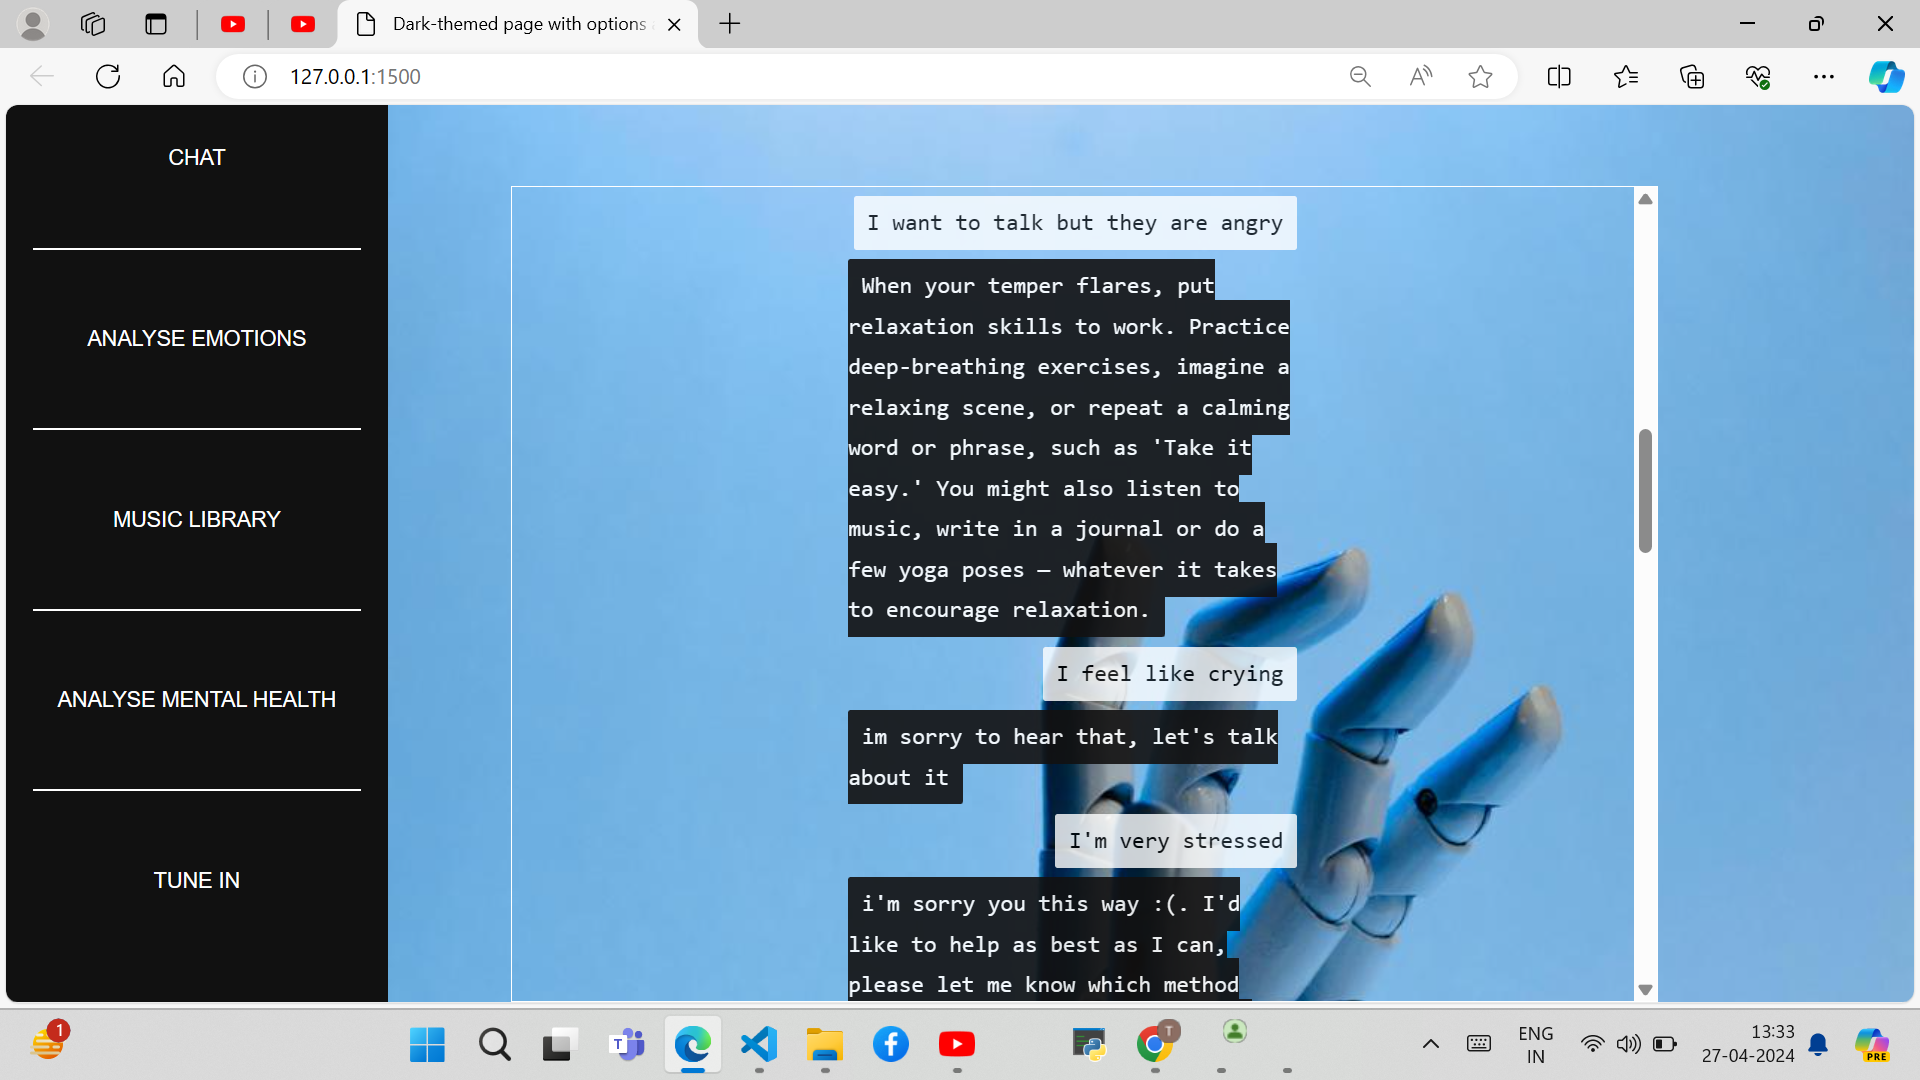 Dark-themed page with options
127.0.0.1:1500
CHAT
ANALYSE EMOTIONS
MUSIC LIBRARY
ANALYSE MENTAL HEALTH
TUNE IN
I want to talk but they are angry
When your temper flares, put
relaxation skills to work. Practice
deep-breathing exercises, imagine a
relaxing scene, or repeat a calming
word or phrase, such as 'Take it
easy.' You might also listen to
music, write in a journal or do a
few yoga poses — whatever it takes
to encourage relaxation.
I feel like crying
im sorry to hear that, let's talk
about it
I'm very stressed
i'm sorry you this way :(. I'd
like to help as best as I can,
please let me know which method
1
T
T
ENG
IN
13:33
27-04-2024
PRE